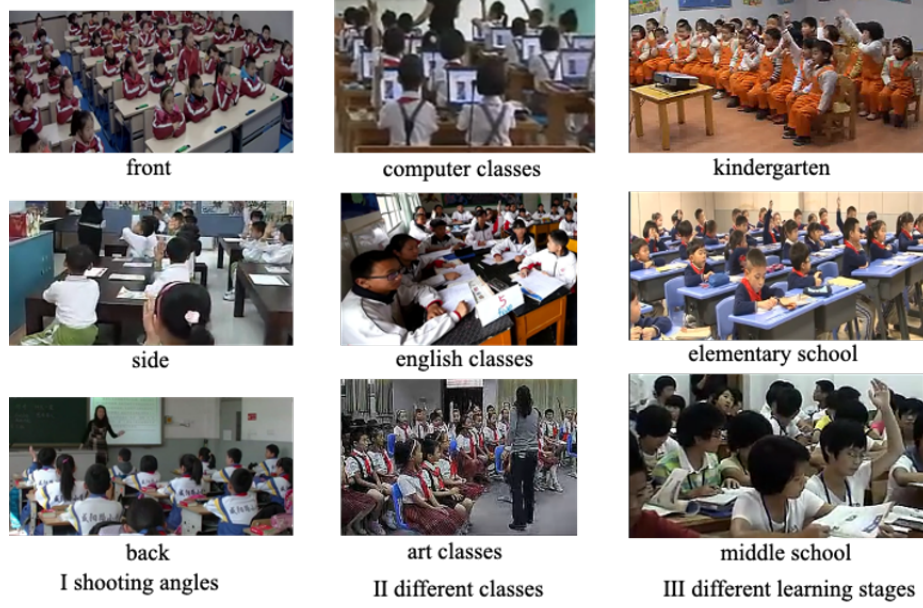 front
computer classes
kindergarten
side
english classes
elementary school
back
art classes
middle school
I shooting angles
II different classes
III different learning stages